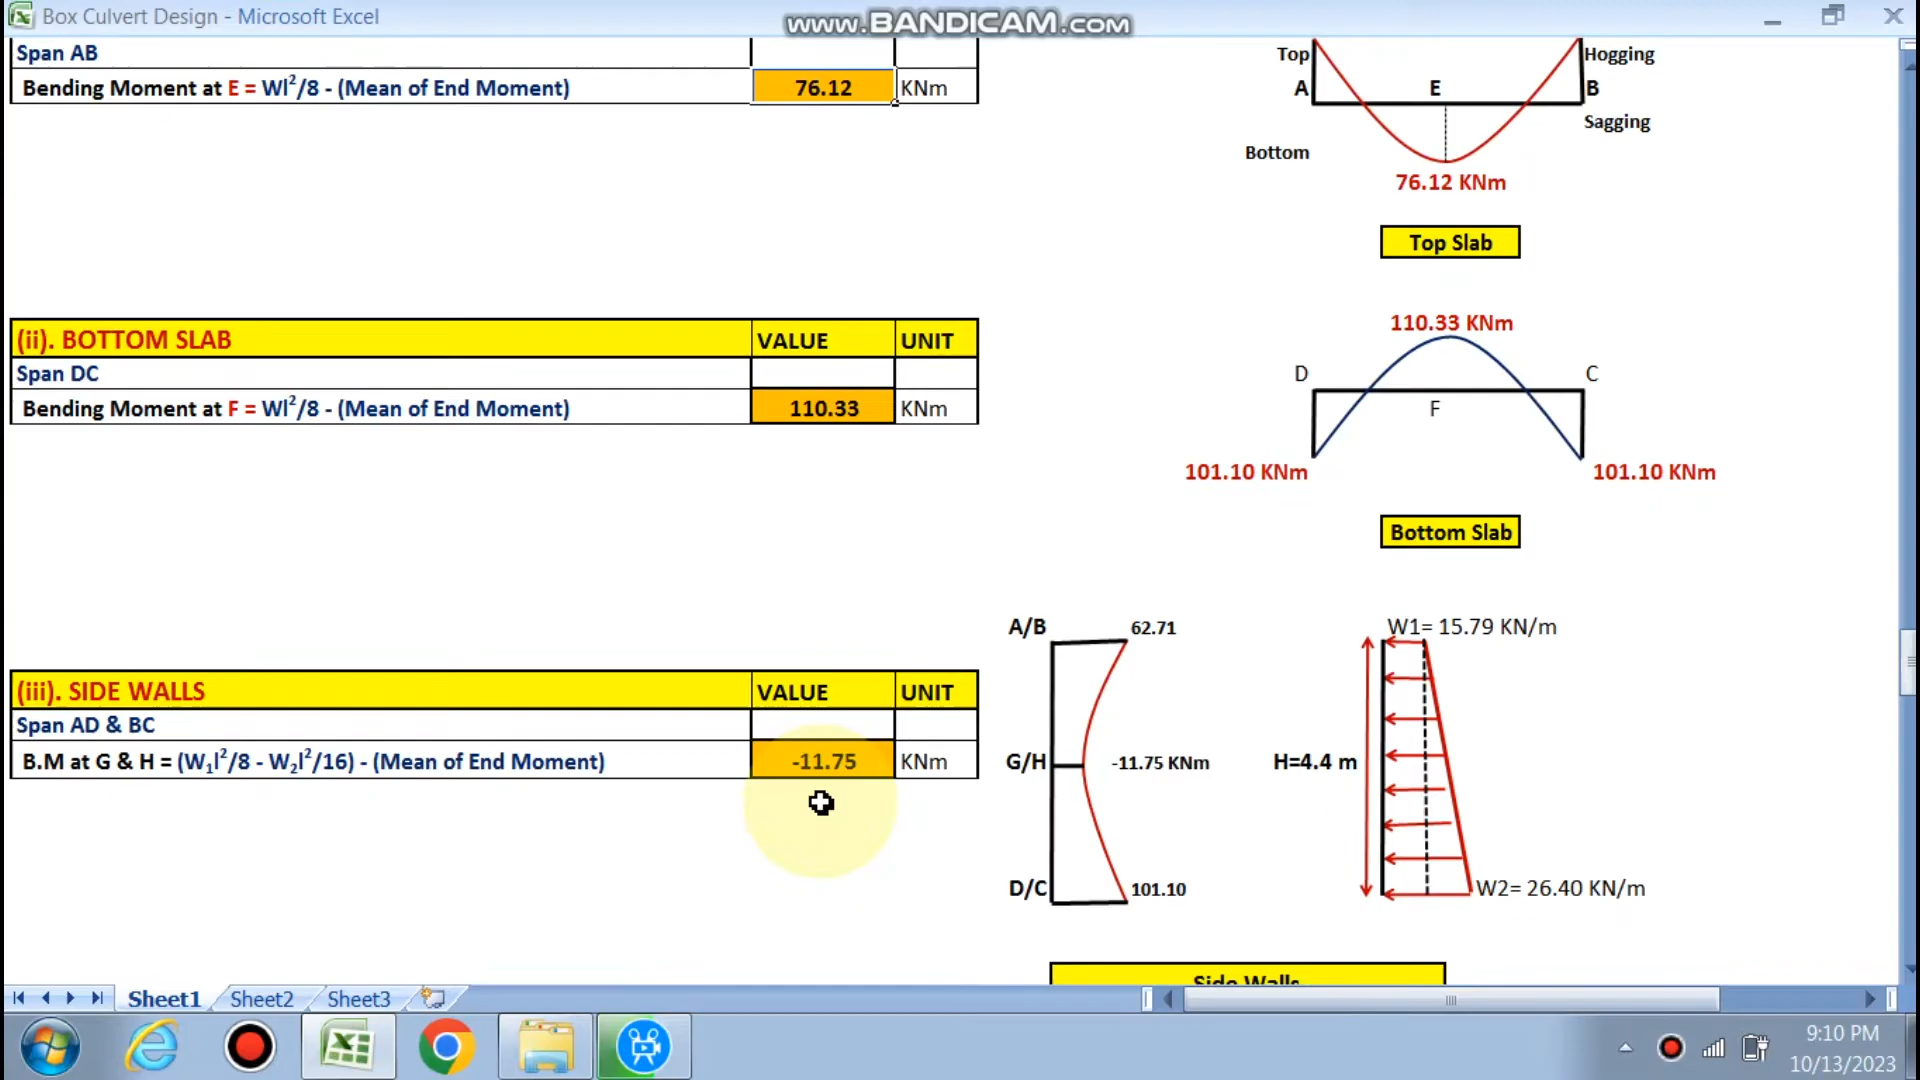 Box Culvert Design - Microsoft Excel
www.BANDICAM.com
Span AB
Bending Moment at E = Wl²/8 - (Mean of End Moment) 76.12 KNm
Top Hogging
A E B
Sagging
Bottom
76.12 KNm
Top Slab
(ii). BOTTOM SLAB VALUE UNIT
Span DC
Bending Moment at F = Wl²/8 - (Mean of End Moment) 110.33 KNm
110.33 KNm
D C
F
101.10 KNm 101.10 KNm
Bottom Slab
(iii). SIDE WALLS VALUE UNIT
Span AD & BC
B.M at G & H = (W₁l²/8 - W₂l²/16) - (Mean of End Moment) -11.75 KNm
A/B 62.71
G/H -11.75 KNm
D/C 101.10
W1= 15.79 KN/m
H=4.4 m
W2= 26.40 KN/m
Side Walls
Sheet1 Sheet2 Sheet3
9:10 PM
10/13/2023